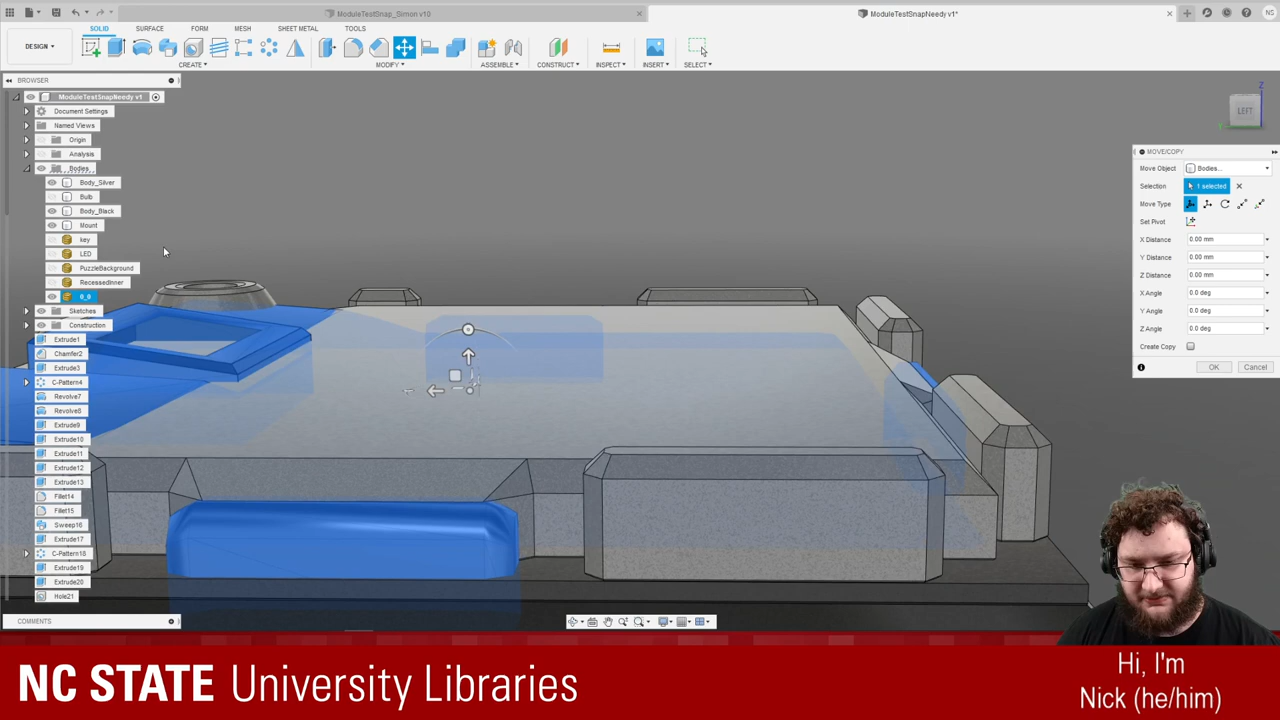 ModuleTestSnap_Simon v10
ModuleTestSnapNeedy v1*
NS
DESIGN
SOLID
SURFACE
FORM
MESH
SHEET METAL
TOOLS
CREATE
MODIFY
ASSEMBLE
CONSTRUCT
INSPECT
INSERT
SELECT
BROWSER
ModuleTestSnapNeedy v1
Document Settings
Named Views
Origin
Analysis
Bodies
Body_Silver
Bulb
Body_Black
Mount
key
LED
PuzzleBackground
RecessedInner
0_0
Sketches
Construction
Extrude1
Chamfer2
Extrude3
C-Pattern4
Revolve7
Revolve8
Extrude9
Extrude10
Extrude11
Extrude12
Extrude13
Fillet14
Fillet15
Sweep16
Extrude17
C-Pattern18
Extrude19
Extrude20
Hole21
COMMENTS
Z
LEFT
Y
MOVE/COPY
Move Object Bodies...
Selection 1 selected
Move Type
Set Pivot
X Distance 0.00 mm
Y Distance 0.00 mm
Z Distance 0.00 mm
X Angle 0.0 deg
Y Angle 0.0 deg
Z Angle 0.0 deg
Create Copy
OK Cancel
NC STATE University Libraries
Hi, I'm
Nick (he/him)